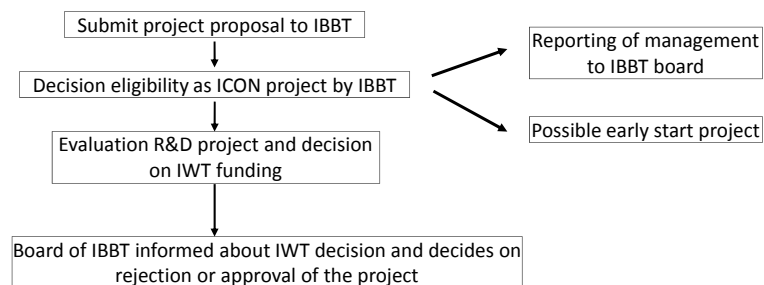 Submit project proposal to IBBT
Decision eligibility as ICON project by IBBT
Reporting of management
to IBBT board
Possible early start project
Evaluation R&D project and decision
on IWT funding
Board of IBBT informed about IWT decision and decides on
rejection or approval of the project